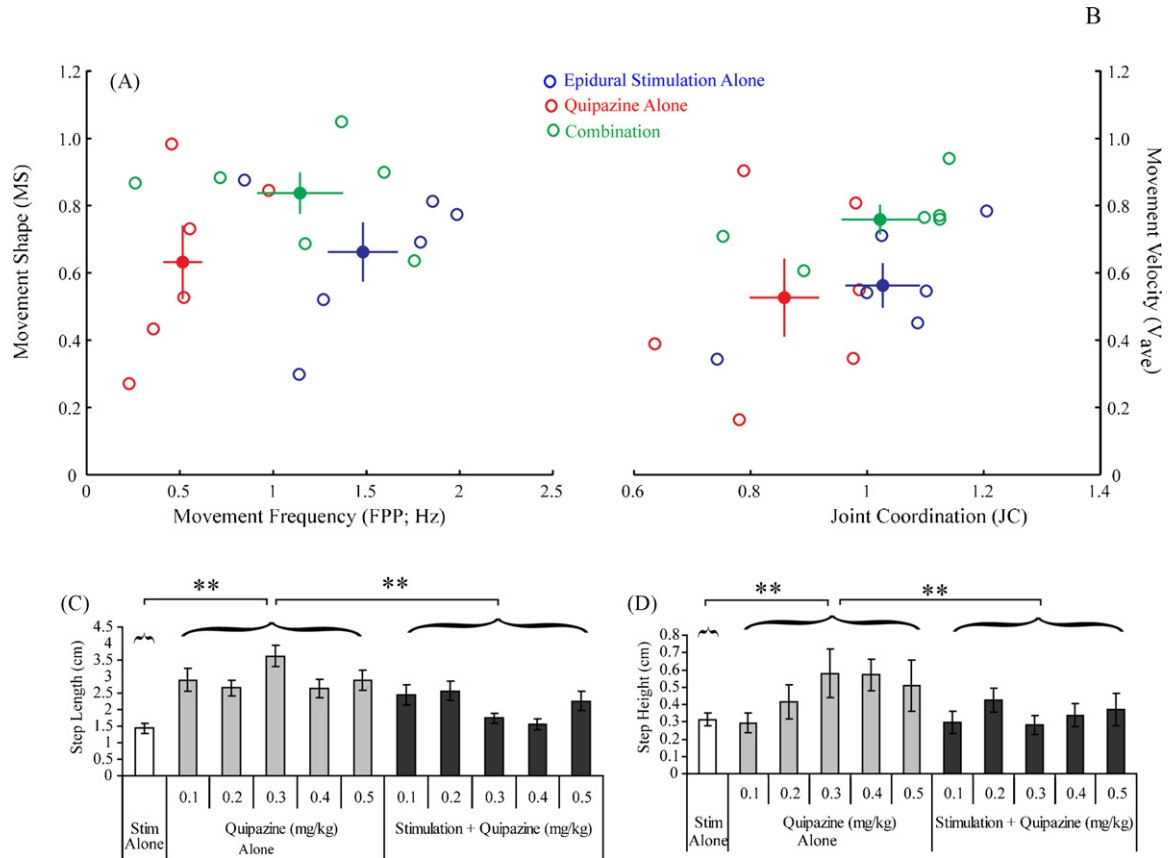 B
(A)
Epidural Stimulation Alone
Quipazine Alone
Combination
Movement Shape (MS)
1.2
1.0
0.8
0.6
0.4
0.2
0
0 0.5 1 1.5 2 2.5
Movement Frequency (FPP; Hz)
1.2
1.0
0.8
0.6
0.4
0.2
0
Movement Velocity (Vave)
0.6 0.8 1 1.2 1.4
Joint Coordination (JC)
(C)
** **
Step Length (cm)
4.5
4
3.5
3
2.5
2
1.5
1
0.5
0
0.1 0.2 0.3 0.4 0.5 0.1 0.2 0.3 0.4 0.5
Stim Alone
Quipazine (mg/kg)
Alone
Stimulation + Quipazine (mg/kg)
(D)
** **
Step Height (cm)
0.8
0.7
0.6
0.5
0.4
0.3
0.2
0.1
0
0.1 0.2 0.3 0.4 0.5 0.1 0.2 0.3 0.4 0.5
Stim
Alone
Quipazine (mg/kg)
Alone
Stimulation + Quipazine (mg/kg)